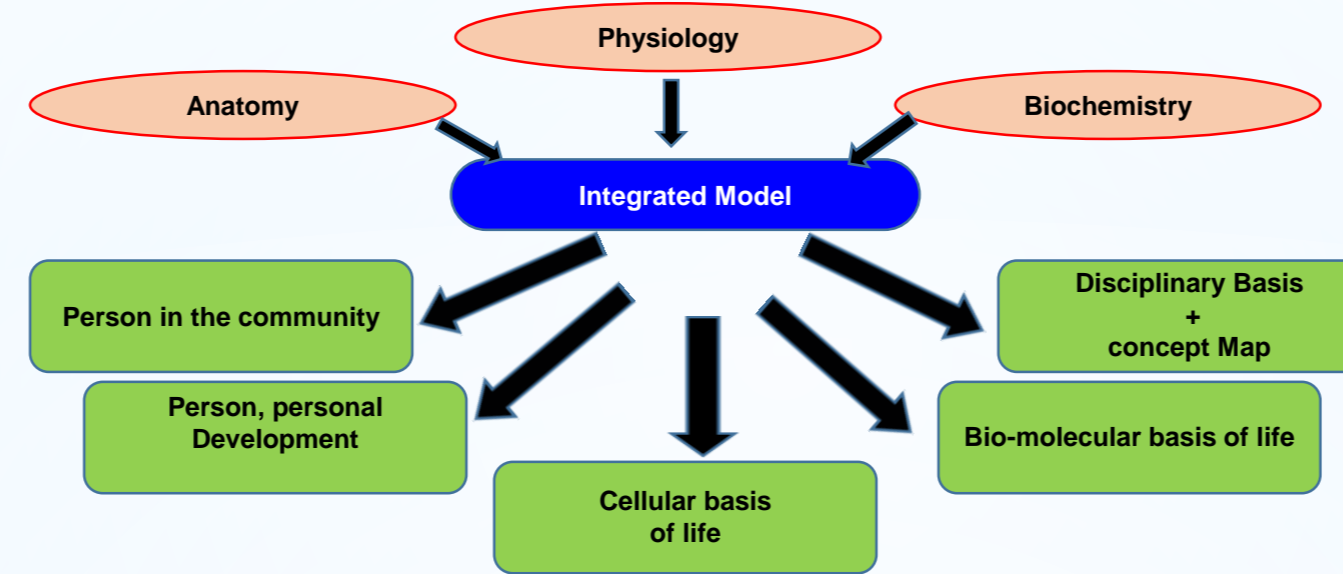 Physiology
Anatomy
Biochemistry
Integrated Model
Person in the community
Disciplinary Basis
+
concept Map
Person, personal
Development
Bio-molecular basis of life
Cellular basis
of life